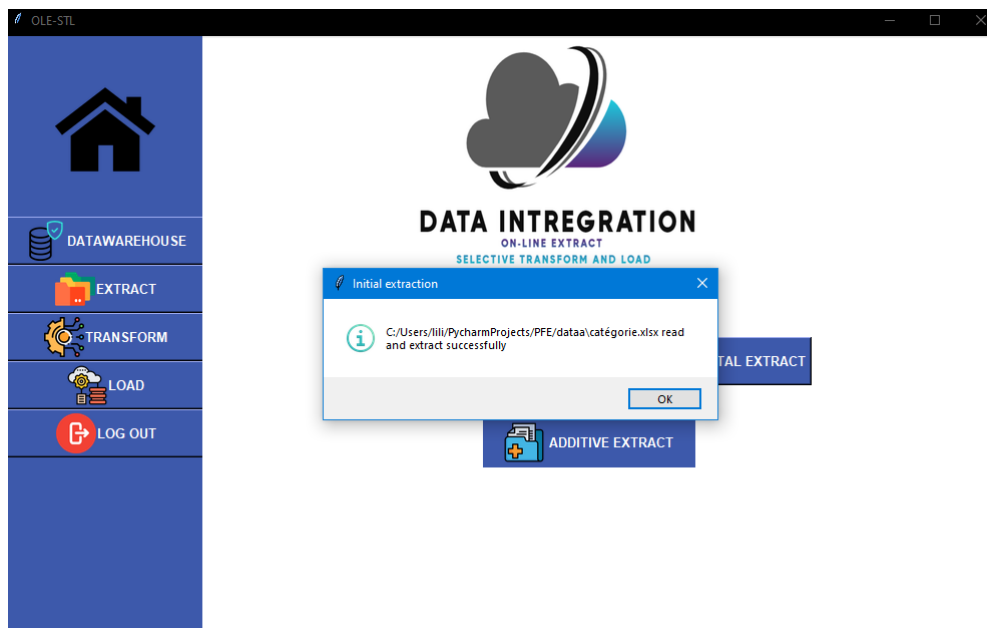 OLE-STL
DATAWAREHOUSE
EXTRACT
TRANSFORM
LOAD
LOG OUT
DATA INTREGRATION
ON-LINE EXTRACT
SELECTIVE TRANSFORM AND LOAD
Initial extraction
C:/Users/lili/PycharmProjects/PFE/dataa\catégorie.xlsx read
and extract successfully
OK
TAL EXTRACT
ADDITIVE EXTRACT